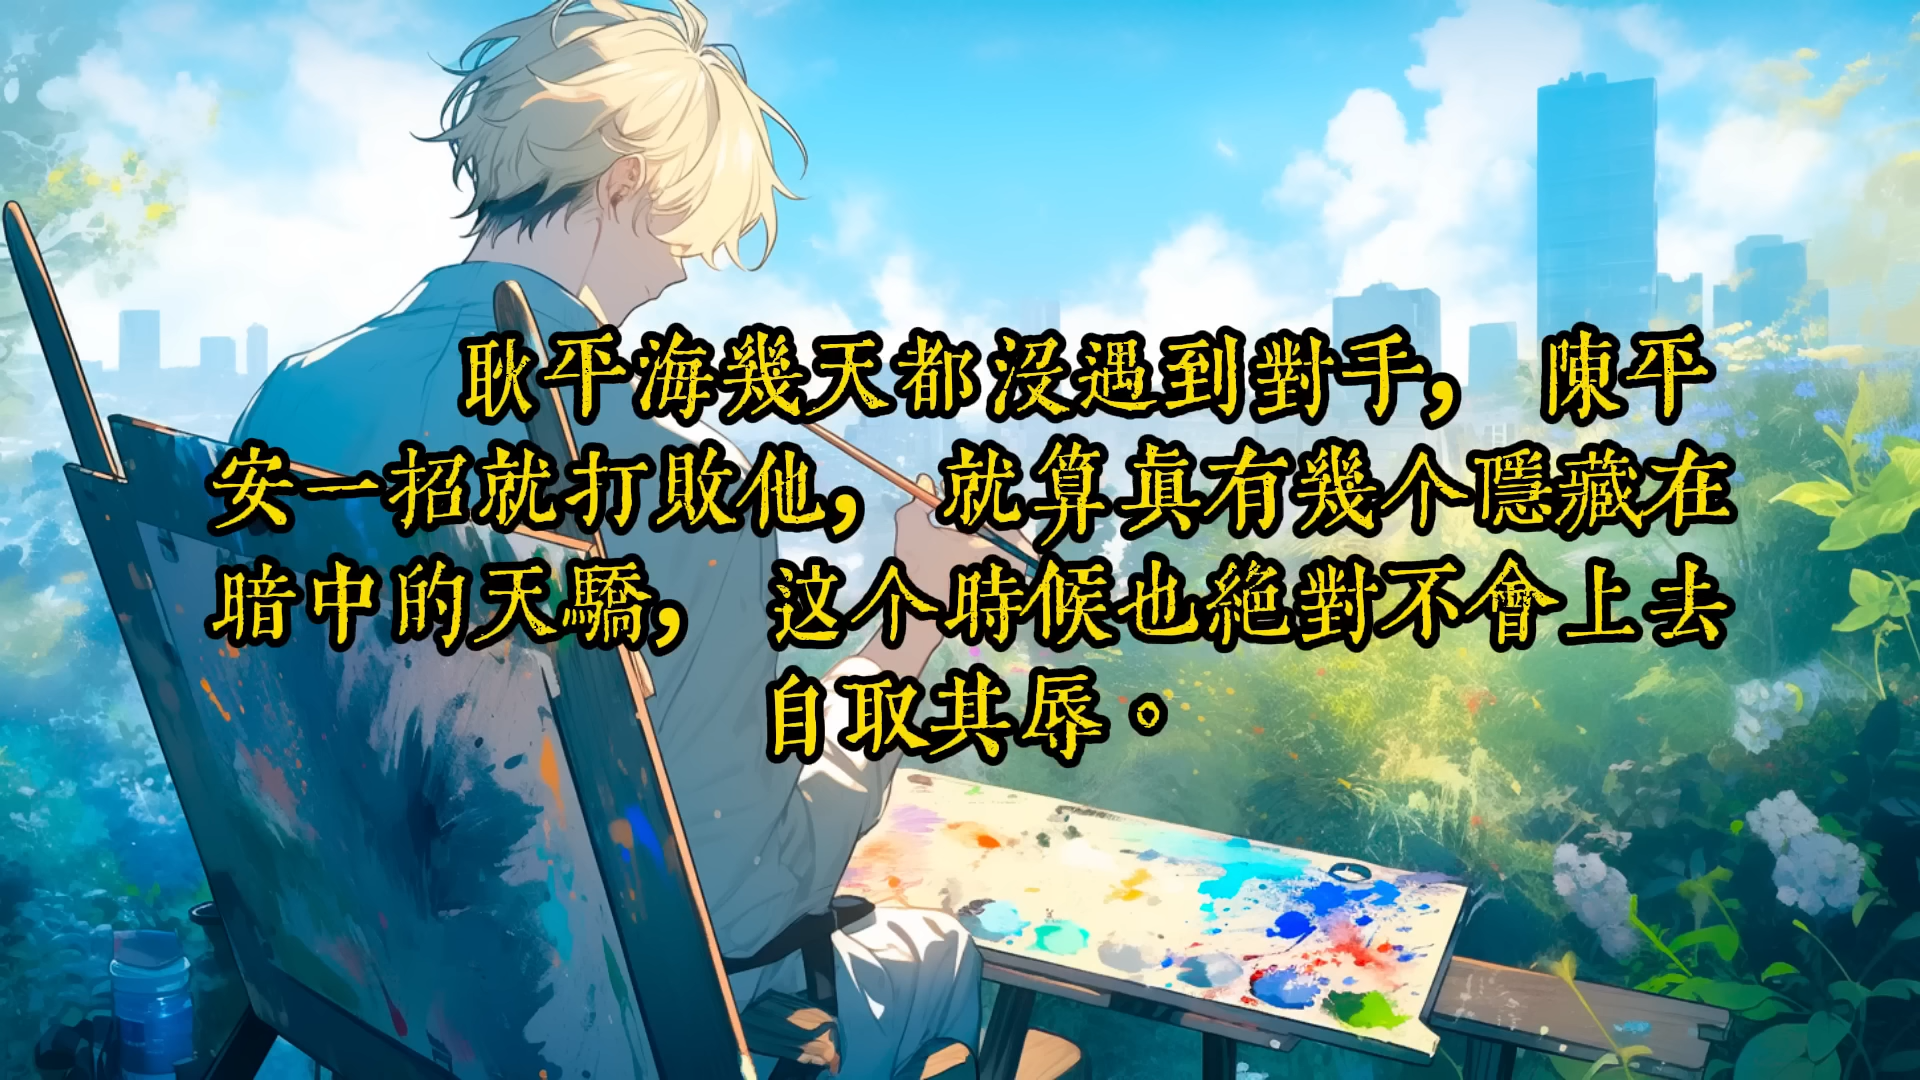 耿平海幾天都没遇到對手，陳平
安一招就打敗他，就算眞有幾个隱藏在
暗中的天驕，这个時候也絕對不會上去
自取其辱。